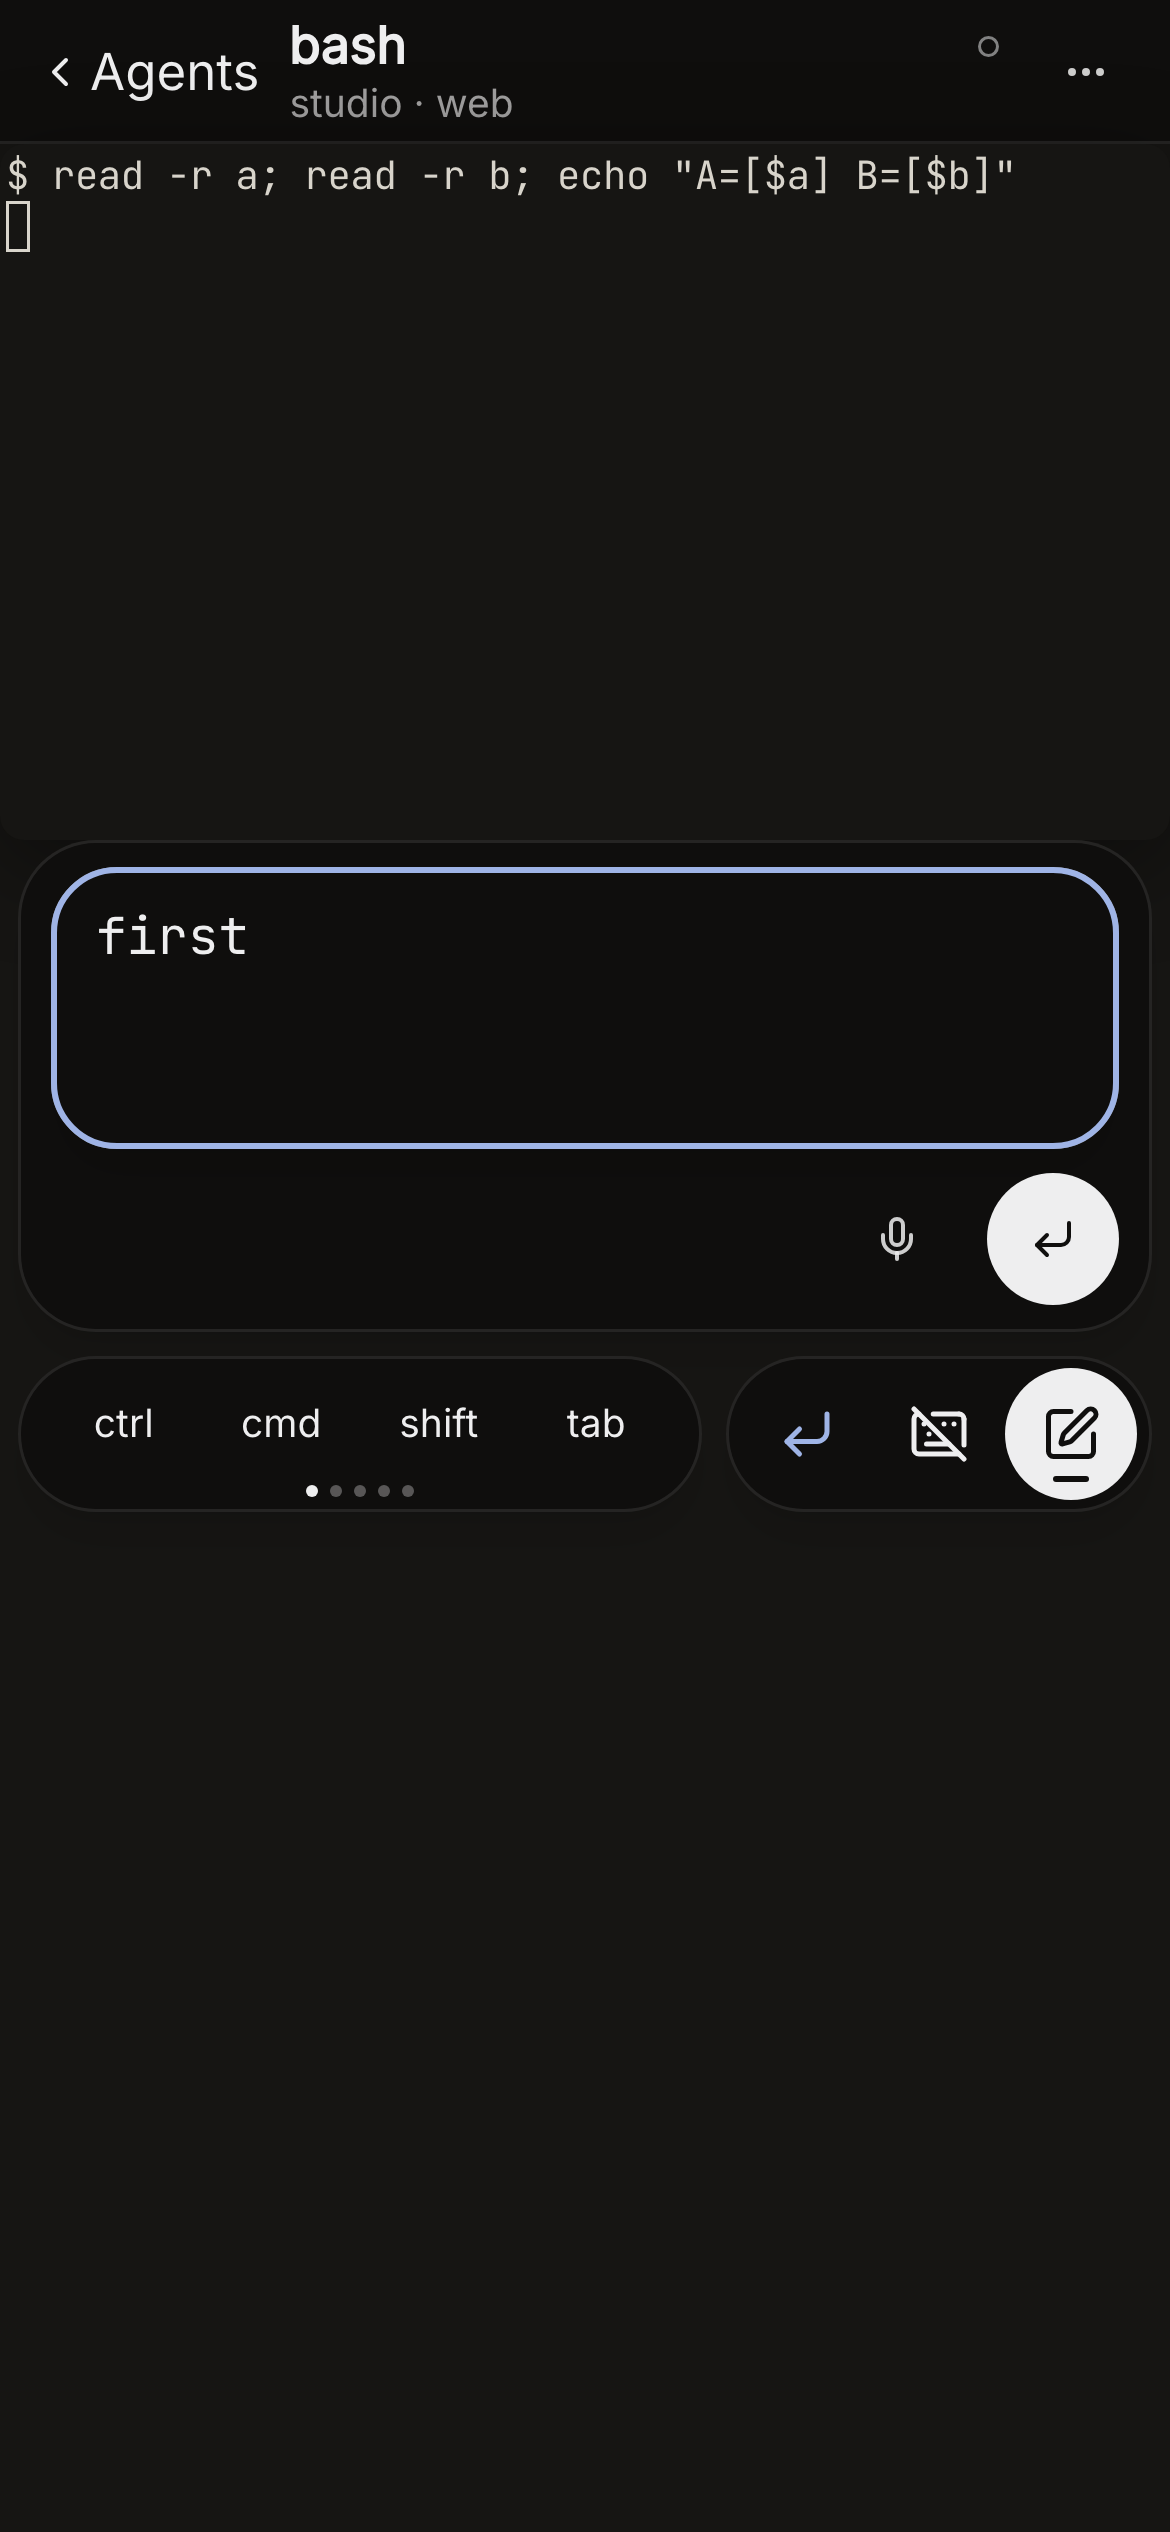 Agents
bash
studio · web
$ read -r a; read -r b; echo "A=[$a] B=[$b]"
first
ctrl cmd shift tab